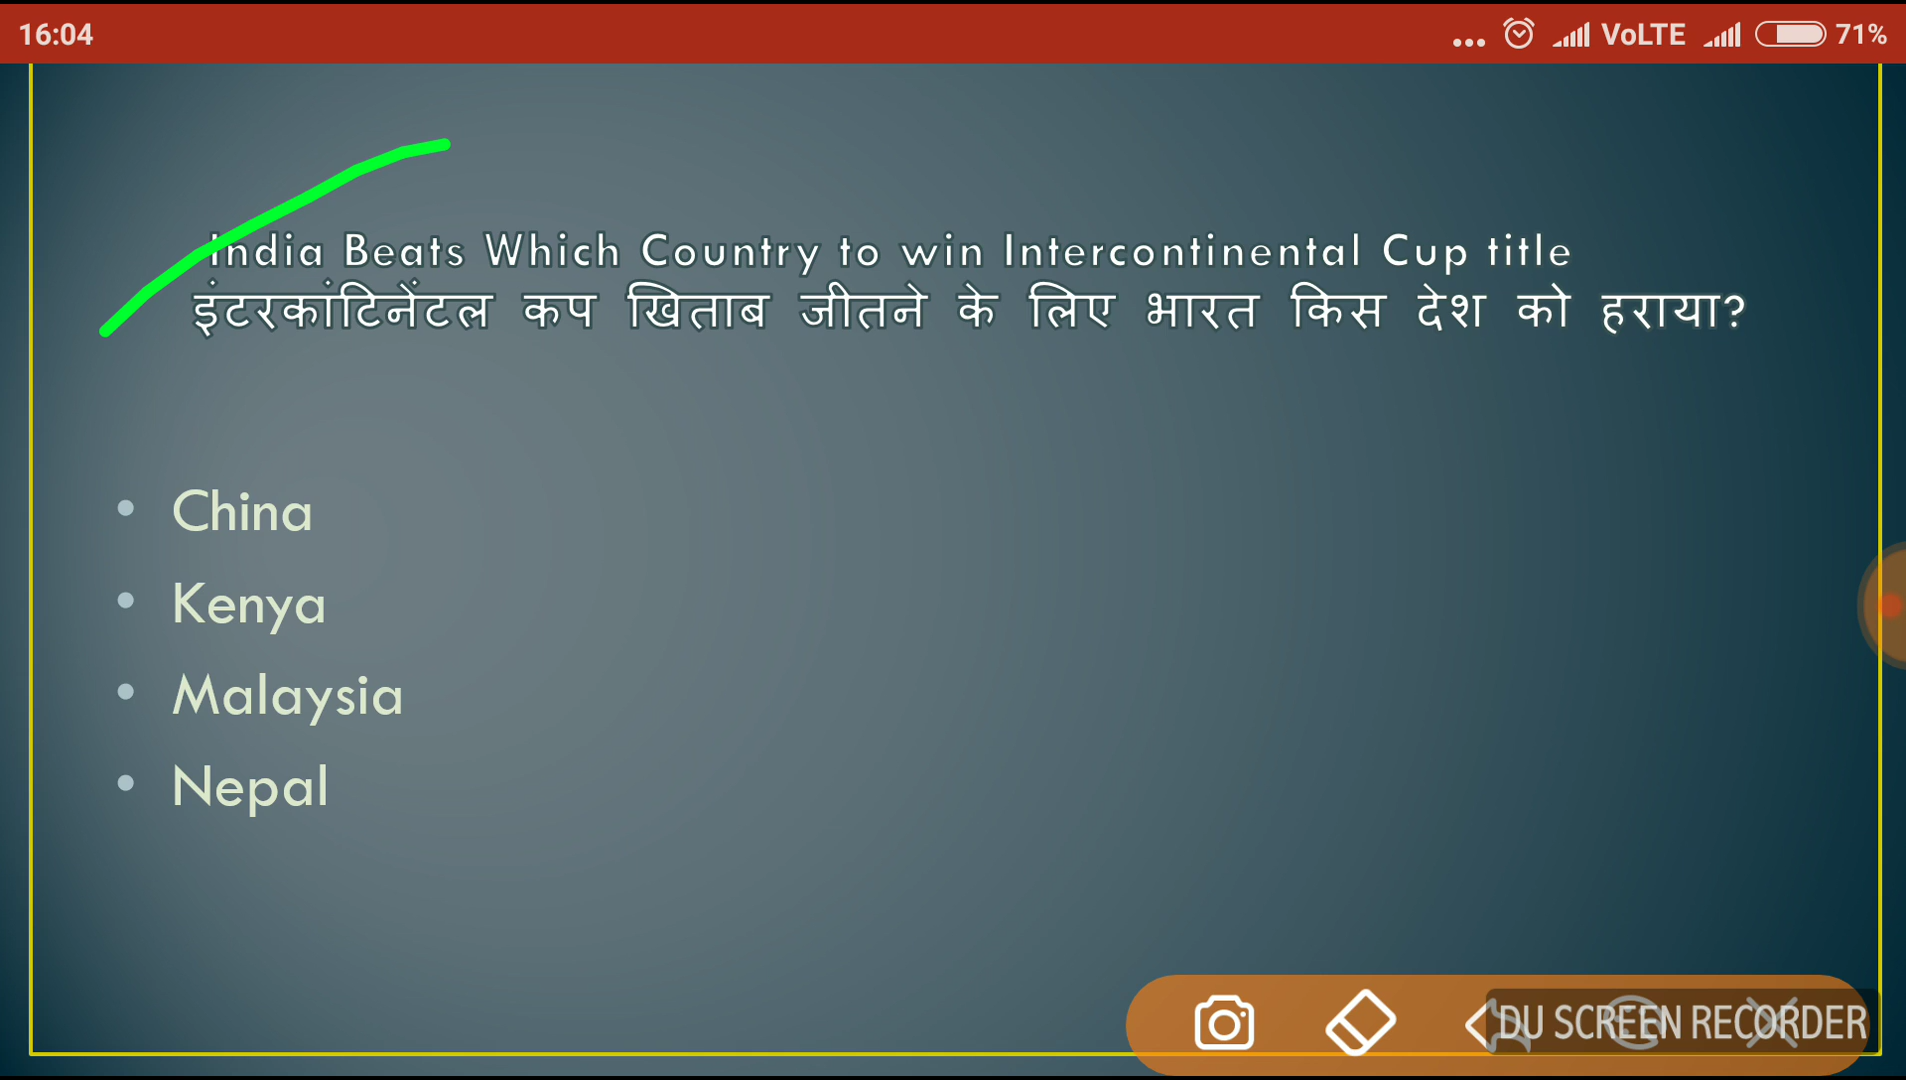 16:04
... VoLTE 71%
India Beats Which Country to win Intercontinental Cup title
इंटरकांटिनेंटल कप खिताब जीतने के लिए भारत किस देश को हराया?
• China
• Kenya
• Malaysia
• Nepal
DU SCREEN RECORDER